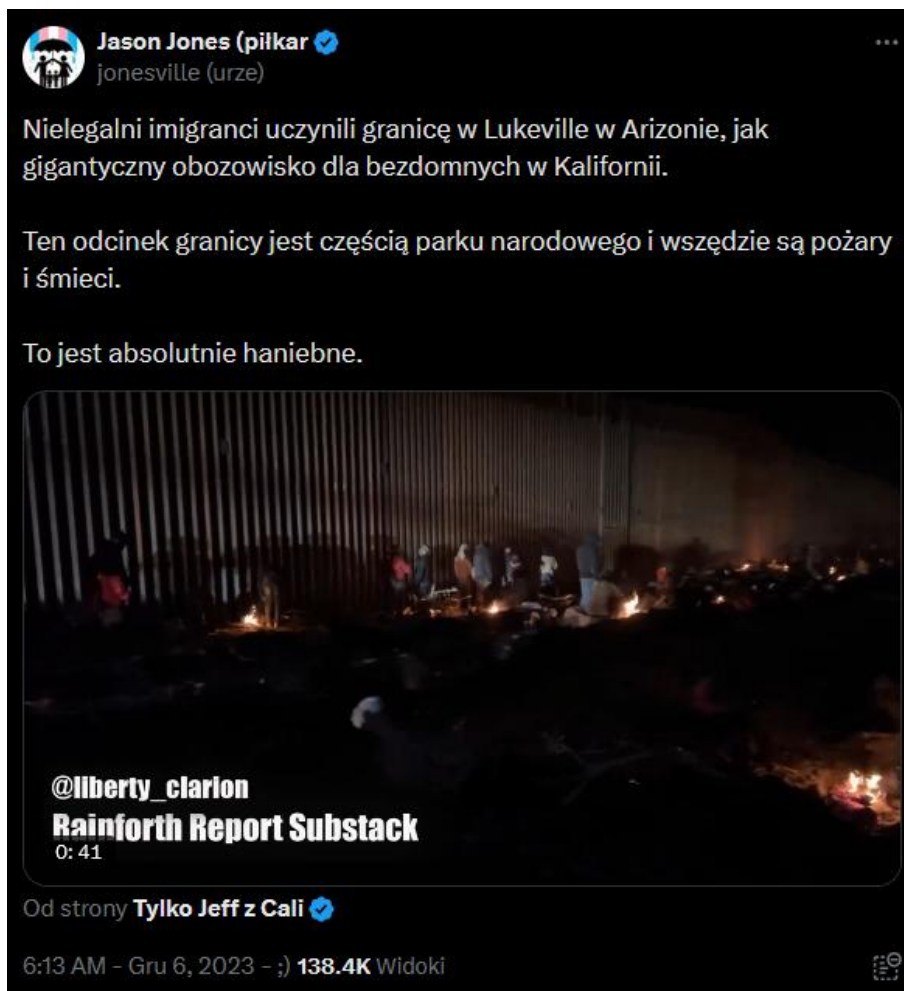 Jason Jones (piłkar
jonesville (urze)
Nielegalni imigranci uczynili granicę w Lukeville w Arizonie, jak
gigantyczny obozowisko dla bezdomnych w Kalifornii.
Ten odcinek granicy jest częścią parku narodowego i wszędzie są pożary
i śmieci.
To jest absolutnie haniebne.
@liberty_clarion
Rainforth Report Substack
0:41
Od strony Tylko Jeff z Cali
6:13 AM - Gru 6, 2023 - ;) 138.4K Widoki